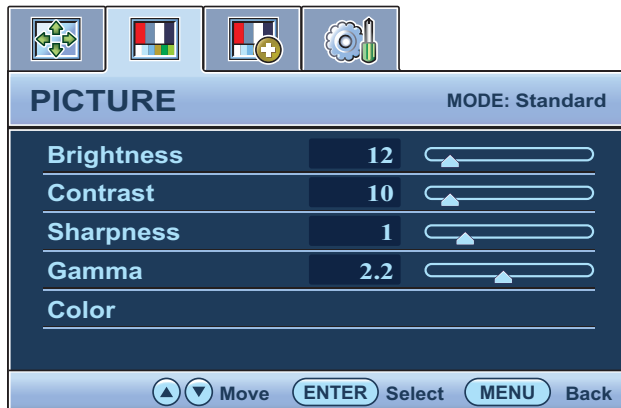 PICTURE MODE: Standard
Brightness 12
Contrast 10
Sharpness 1
Gamma 2.2
Color
Move ENTER Select MENU Back